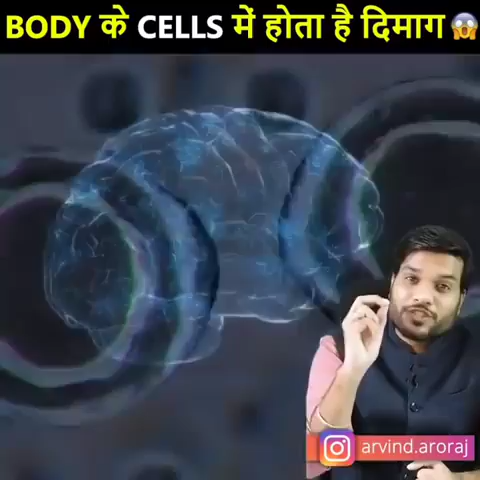 BODY के CELLS में होता है दिमाग
arvind.aroraj